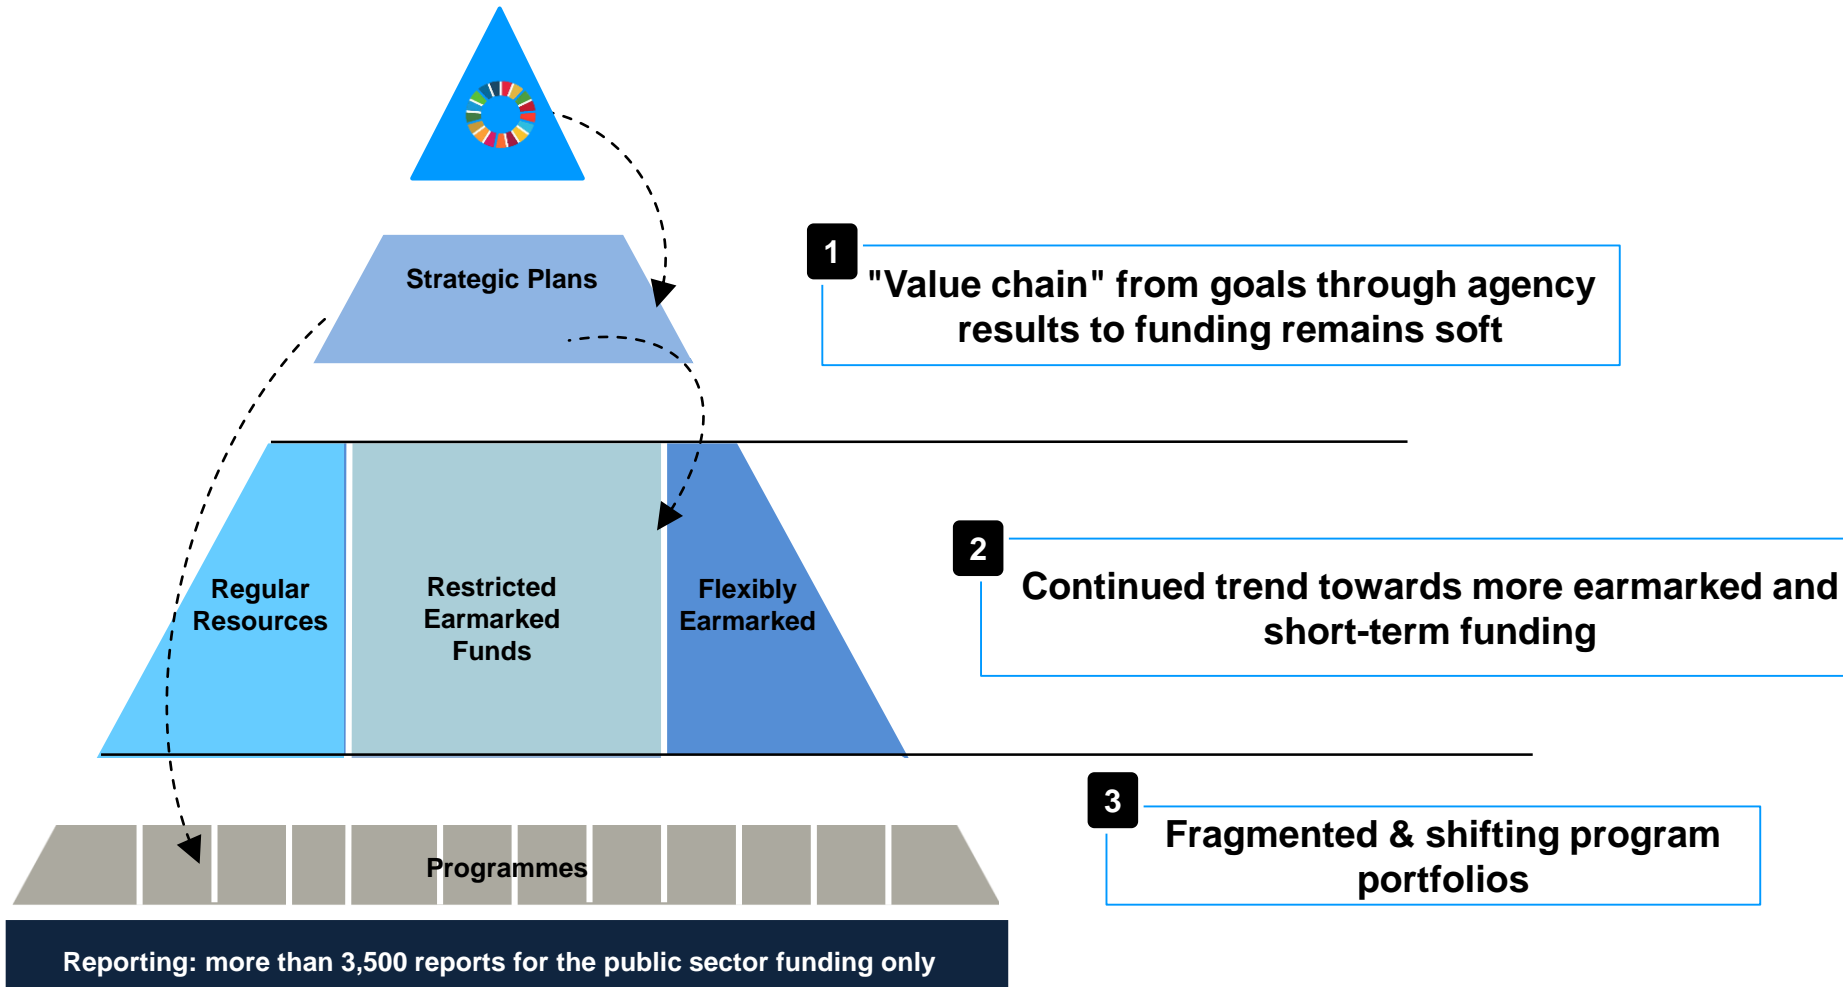 Strategic Plans
1
"Value chain" from goals through agency
results to funding remains soft
Regular
Resources
Restricted
Earmarked
Funds
Flexibly
Earmarked
2
Continued trend towards more earmarked and
short-term funding
Programmes
3
Fragmented & shifting program
portfolios
Reporting: more than 3,500 reports for the public sector funding only